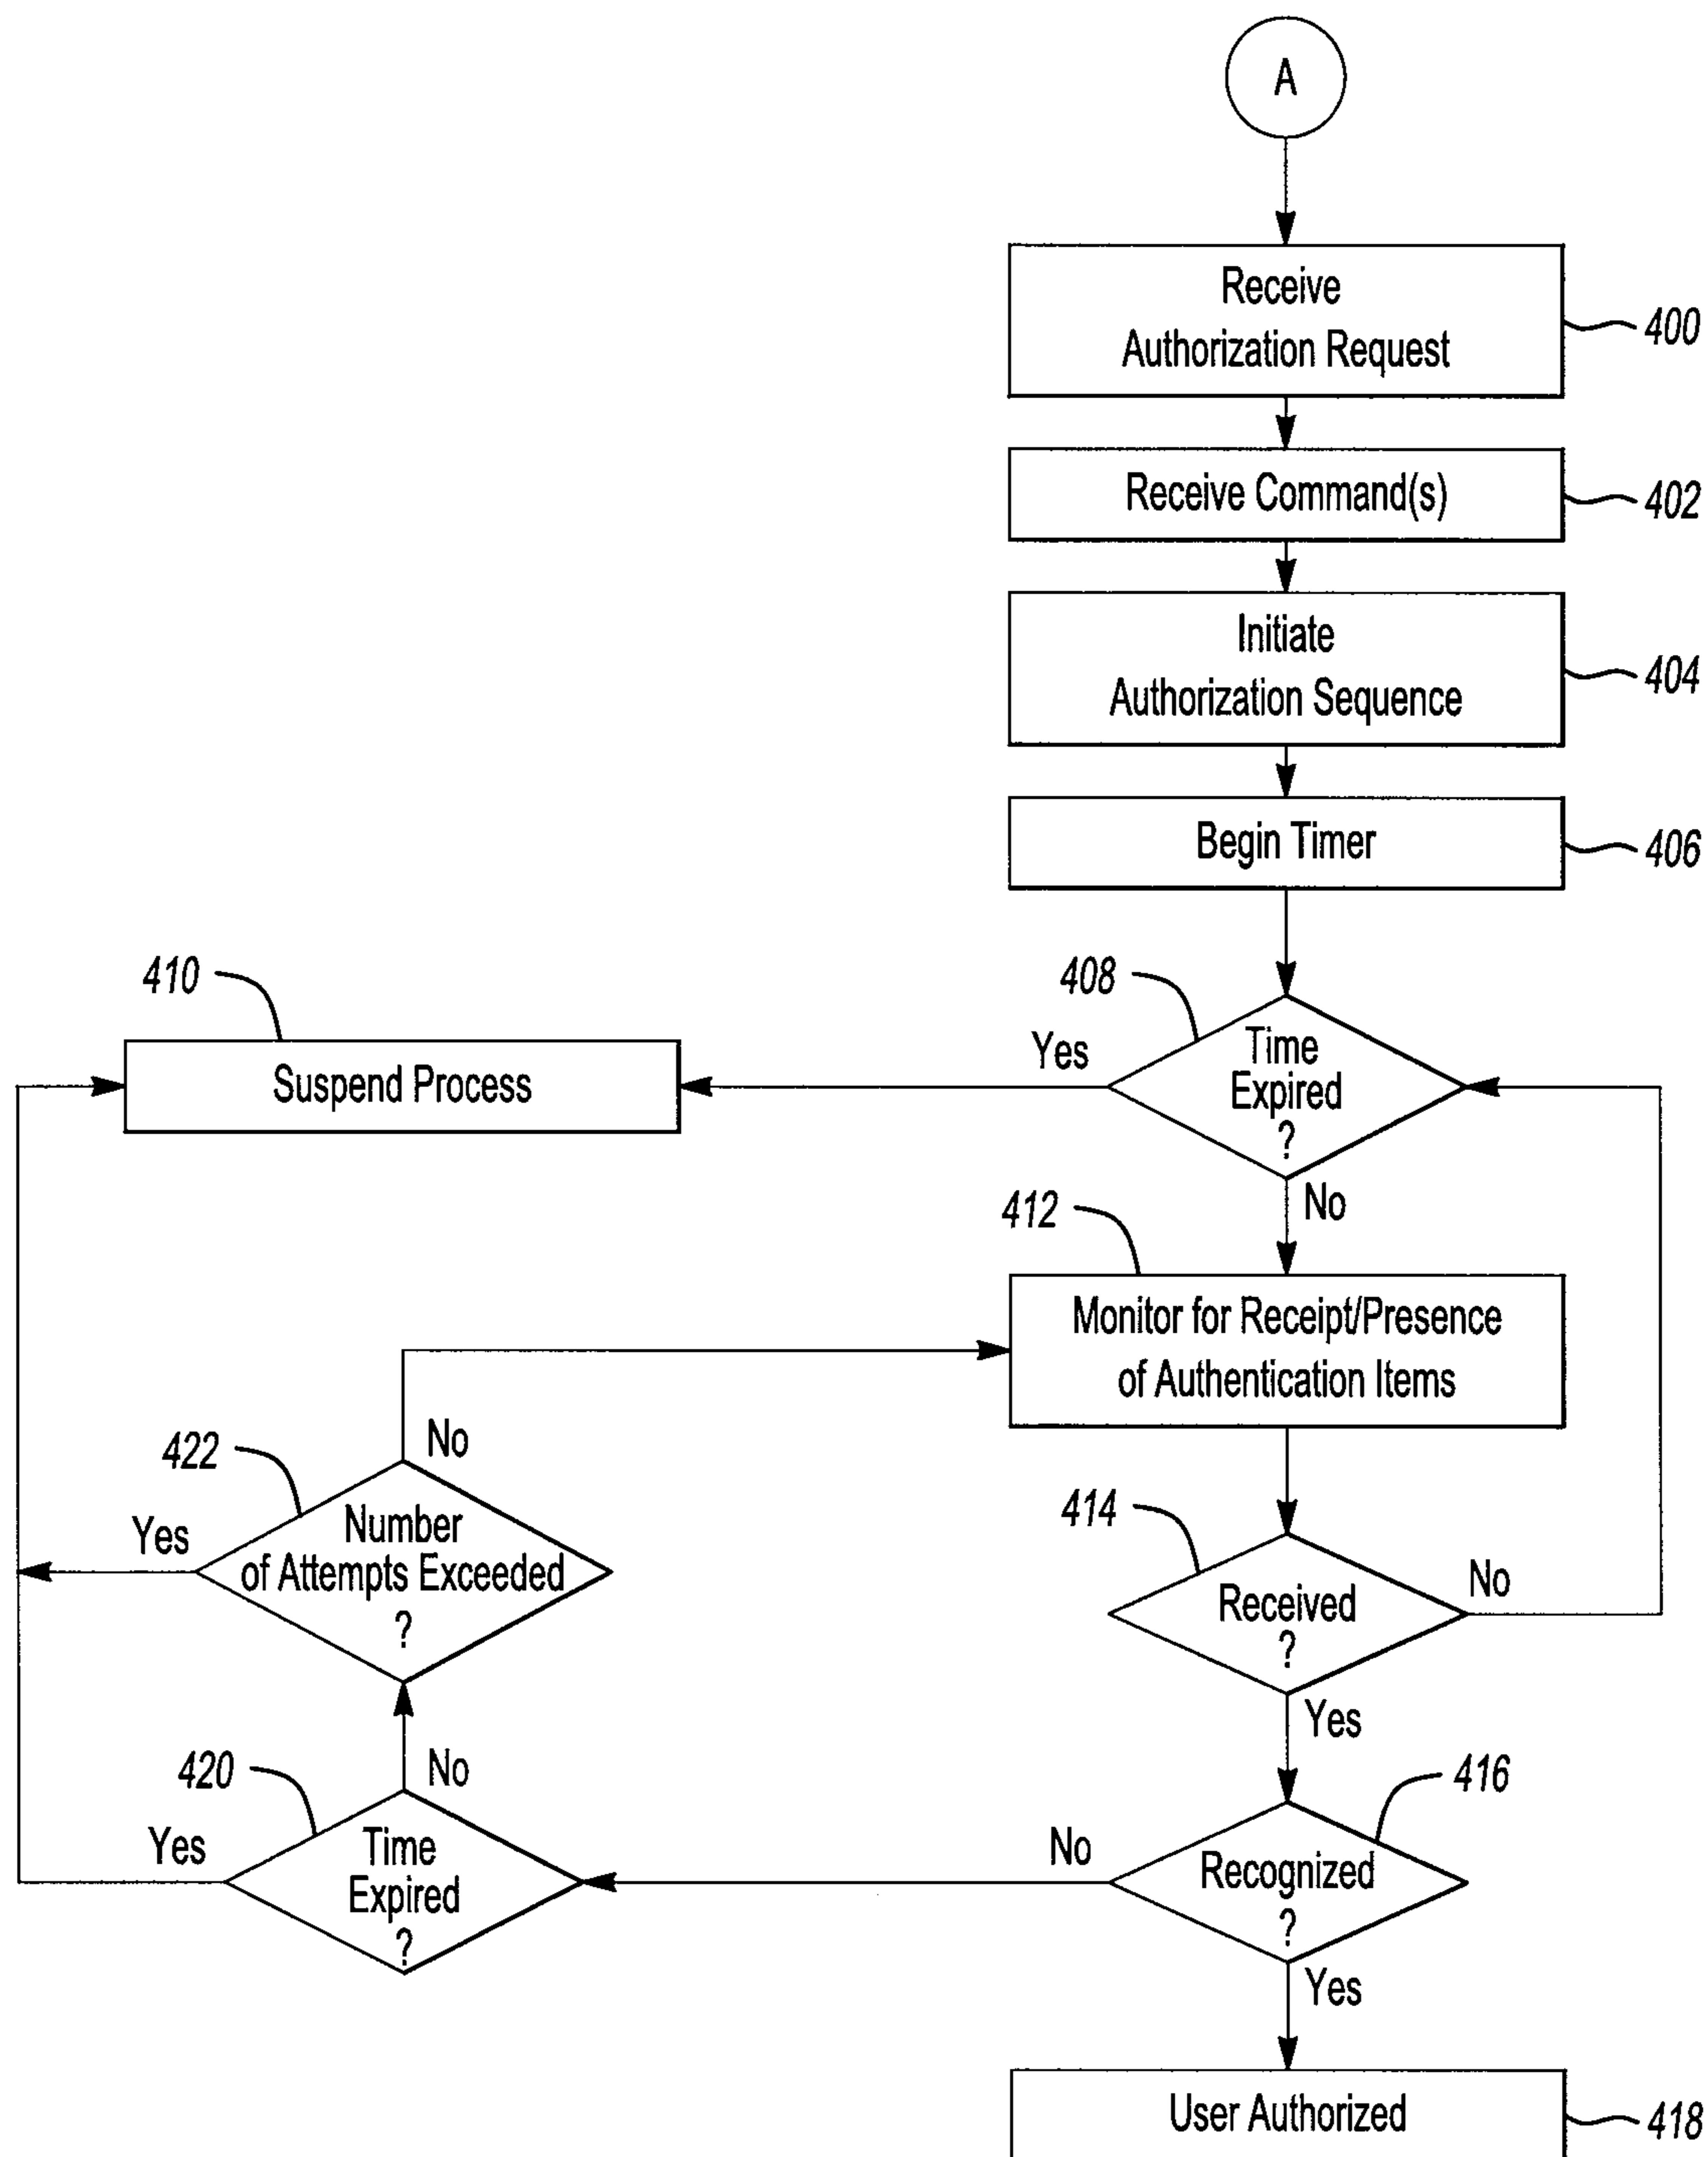 A
Receive
Authorization Request
400
Receive Command(s)
402
Initiate
Authorization Sequence
404
Begin Timer
406
410
408
Suspend Process
Yes
Time
Expired
?
No
412
Monitor for Receipt/Presence
of Authentication Items
422
No
Yes
Number
of Attempts Exceeded
?
414
Received
?
No
Yes
420
No
416
Yes
Time
Expired
?
No
Recognized
?
Yes
User Authorized
418